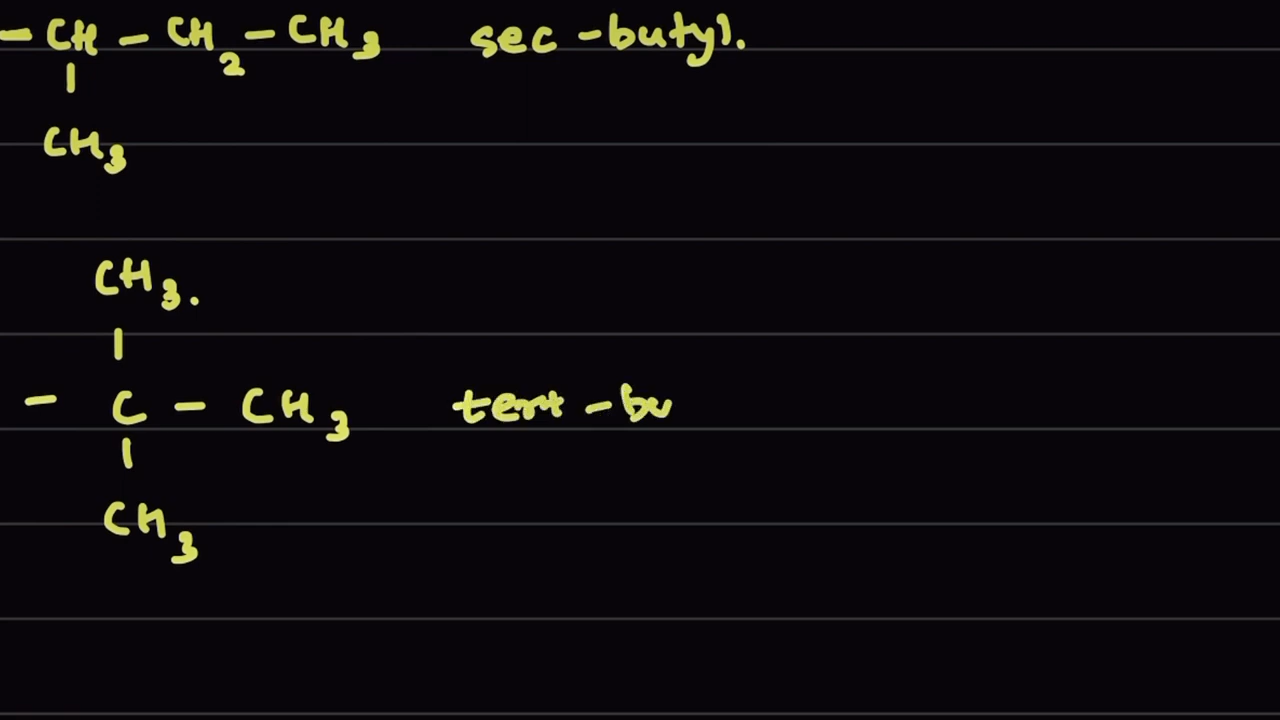 - CH - CH2 - CH3 sec -butyl.
|
CH3
CH3.
|
- C - CH3 tert -bu
|
CH3